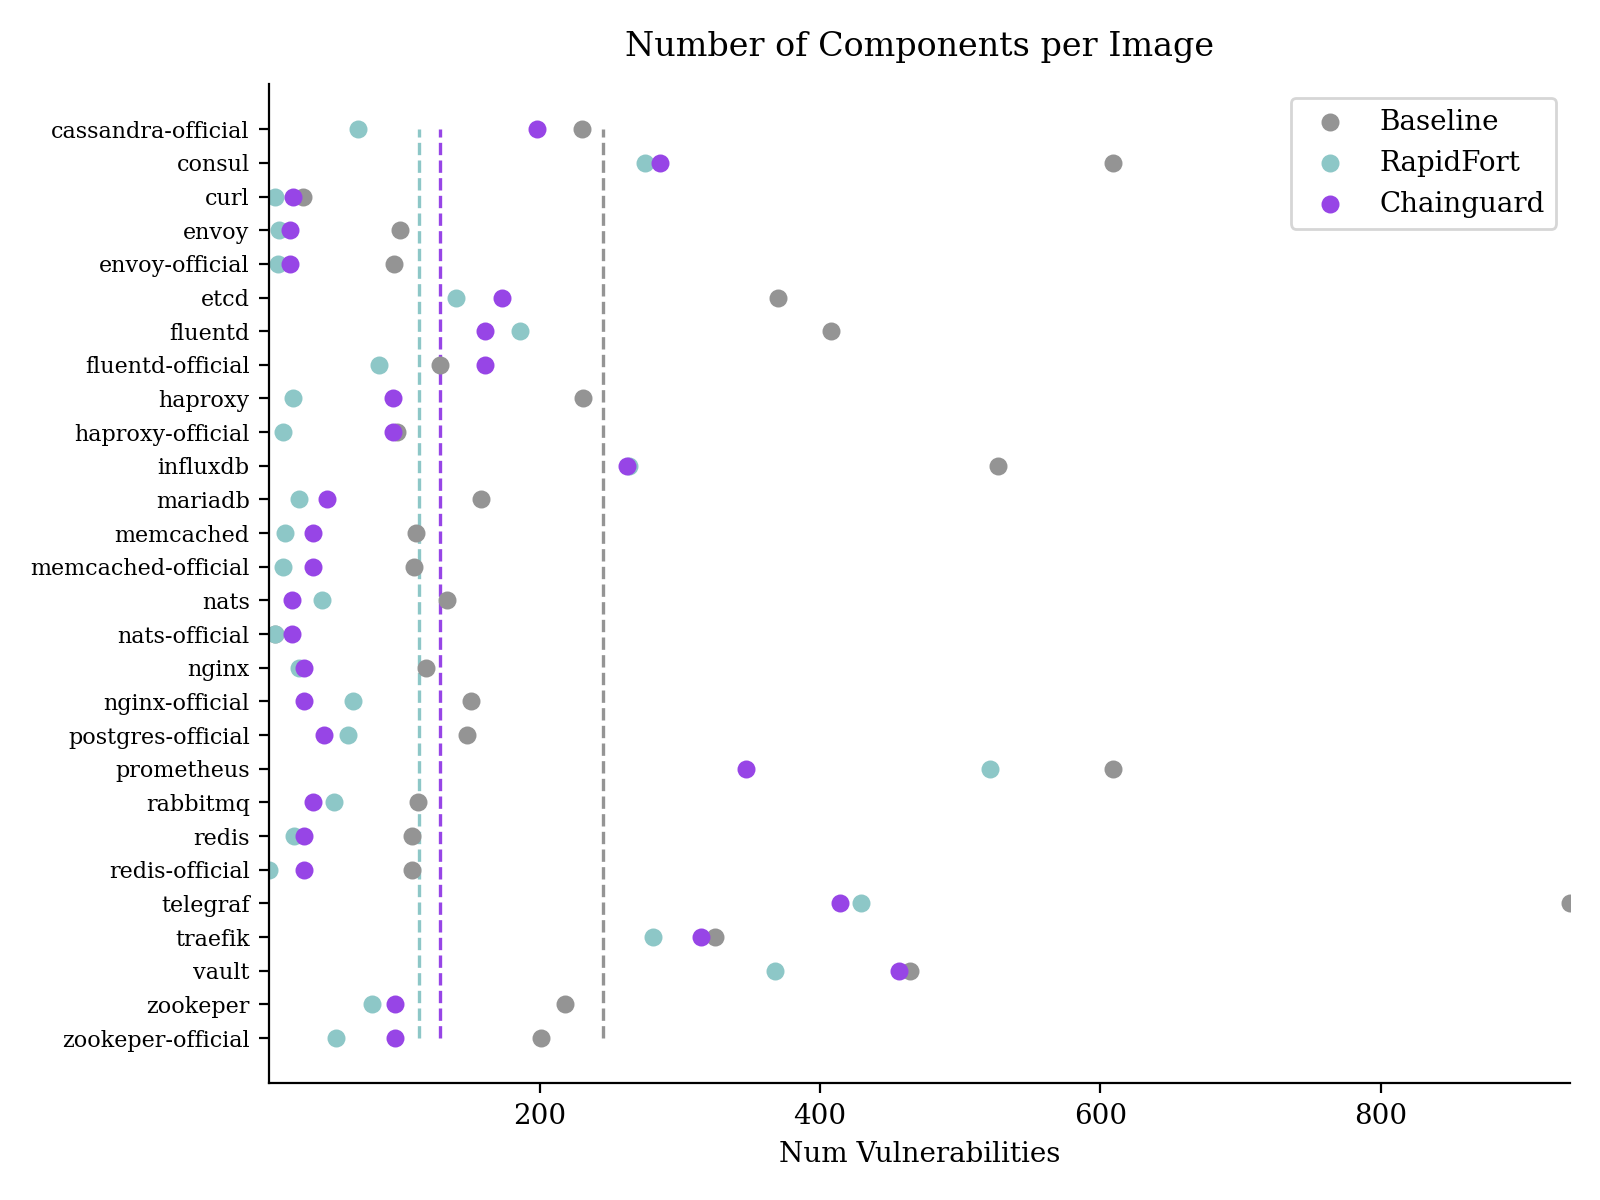 Number of Components per Image
Baseline
RapidFort
Chainguard
cassandra-official
consul
curl
envoy
envoy-official
etcd
fluentd
fluentd-official
haproxy
haproxy-official
influxdb
mariadb
memcached
memcached-official
nats
nats-official
nginx
nginx-official
postgres-official
prometheus
rabbitmq
redis
redis-official
telegraf
traefik
vault
zookeper
zookeper-official
200 400 600 800
Num Vulnerabilities